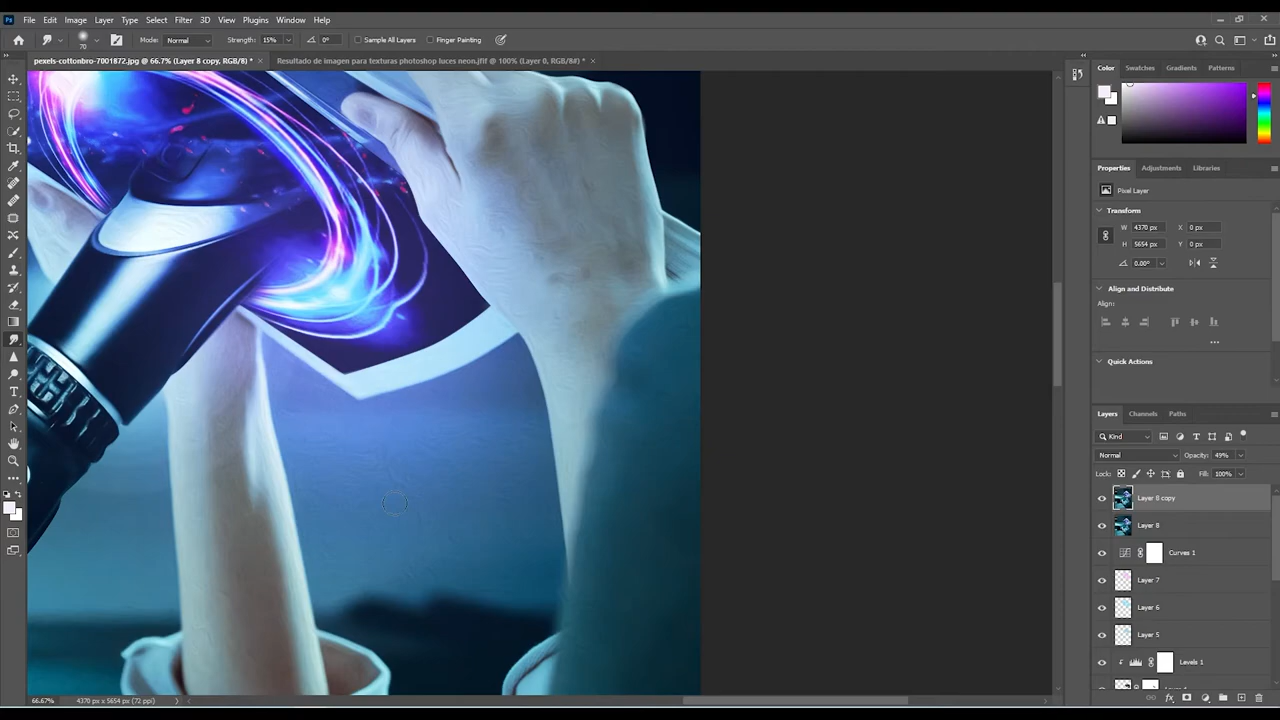 Ps File Edit Image Layer Type Select Filter 3D View Plugins Window Help
70 Mode: Normal Strength: 15% 0° Sample All Layers Finger Painting
pexels-cottonbro-7001872.jpg @ 66.7% (Layer 8 copy, RGB/8) * × Resultado de imagen para texturas photoshop luces neon.jfif @ 100% (Layer 0, RGB/8#) * ×
Color Swatches Gradients Patterns
Properties Adjustments Libraries
Pixel Layer
Transform
W 4370 px X 0 px
H 5654 px Y 0 px
0.00°
Align and Distribute
Align:
Quick Actions
Layers Channels Paths
Kind
Normal Opacity: 49%
Lock: Fill: 100%
Layer 8 copy
Layer 8
Curves 1
Layer 7
Layer 6
Layer 5
Levels 1
66.67% 4370 px x 5654 px (72 ppi)